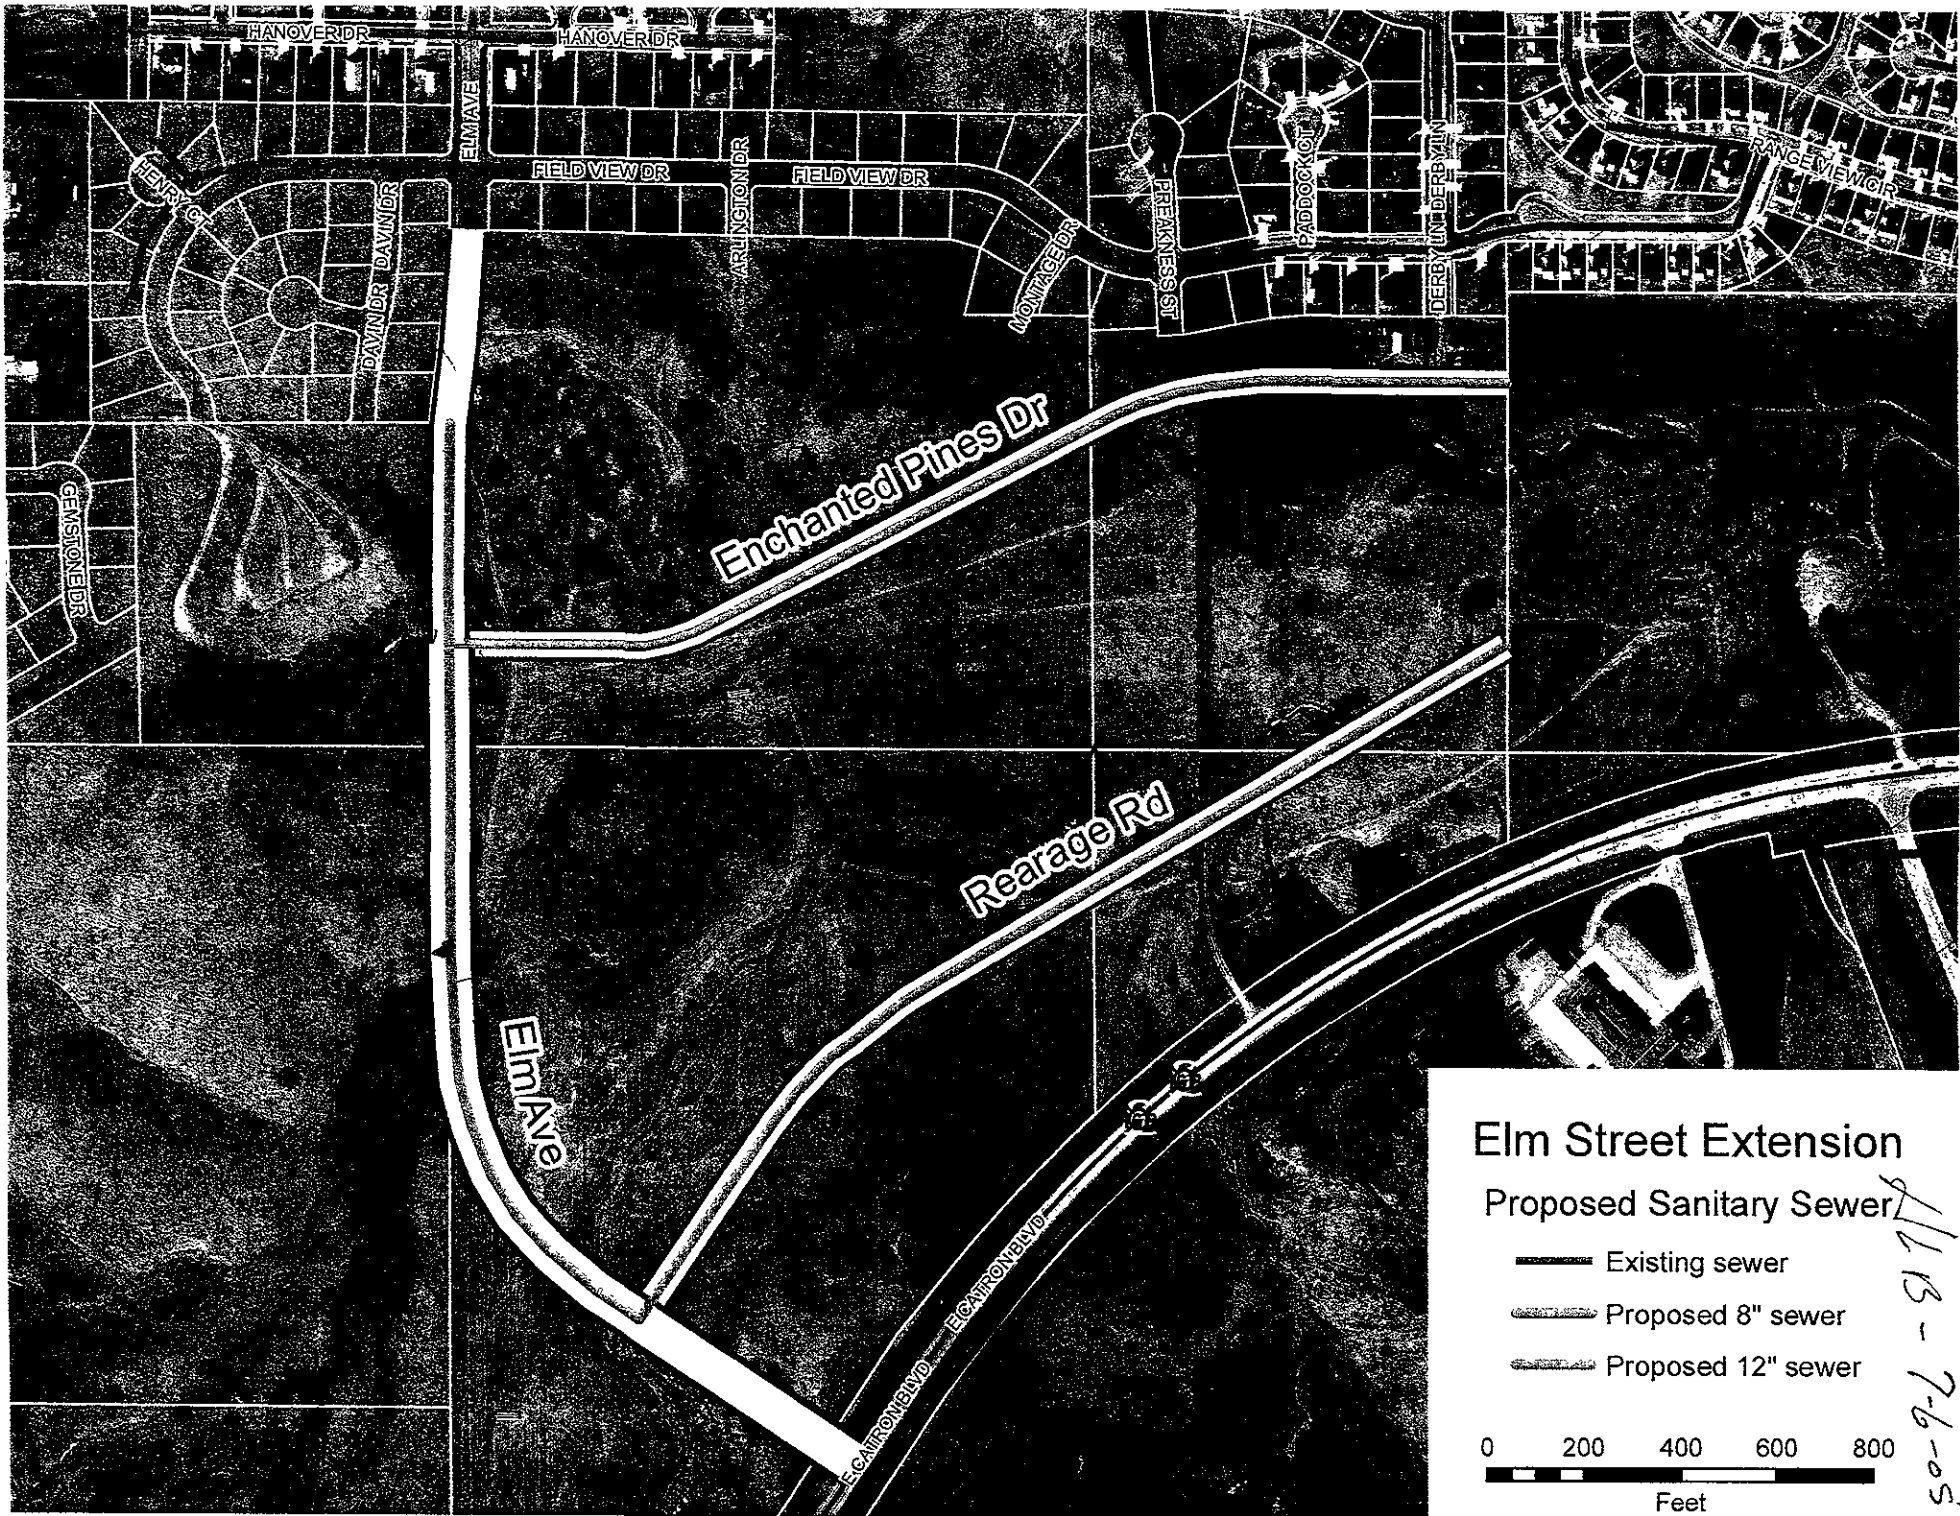 HANOVER DR
HANOVER DR
ELM AVE
FIELD VIEW DR
ARLINGTON DR
FIELD VIEW DR
HENRY C
DAVIN DR
DAVIN DR
MONTAGE DR
PREAKNESS ST
PADDOCK CT
DERBY LN
DERBY LN
RANGE VIEW CIR
GEMSTONE DR
Enchanted Pines Dr
Rearage Rd
Elm Ave
E CATRON BLVD
E CATRON BLVD
Elm Street Extension
Proposed Sanitary Sewer
Existing sewer
Proposed 8" sewer
Proposed 12" sewer
0 200 400 600 800
Feet
7-6-05